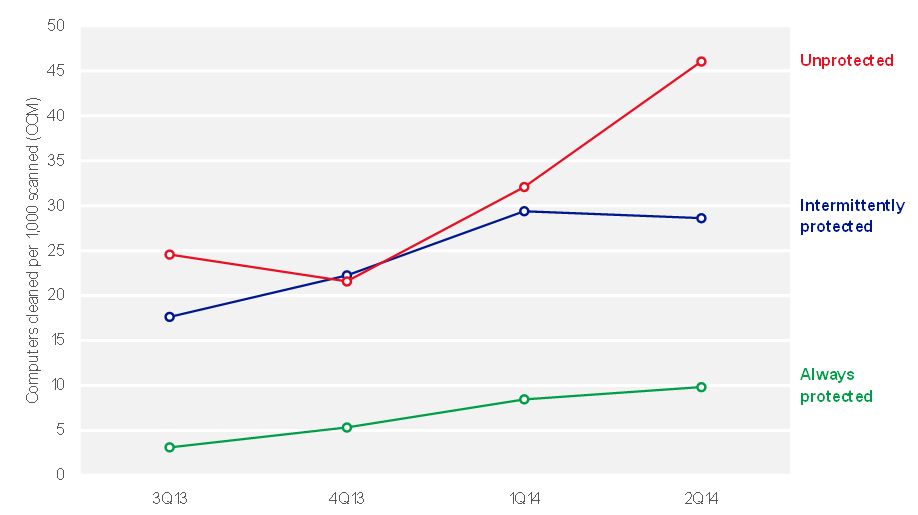 50
45
40
35
30
25
20
15
10
5
0
Computers cleaned per 1,000 scanned (CCM)
3Q13
4Q13
1Q14
2Q14
Unprotected
Intermittently
protected
Always
protected